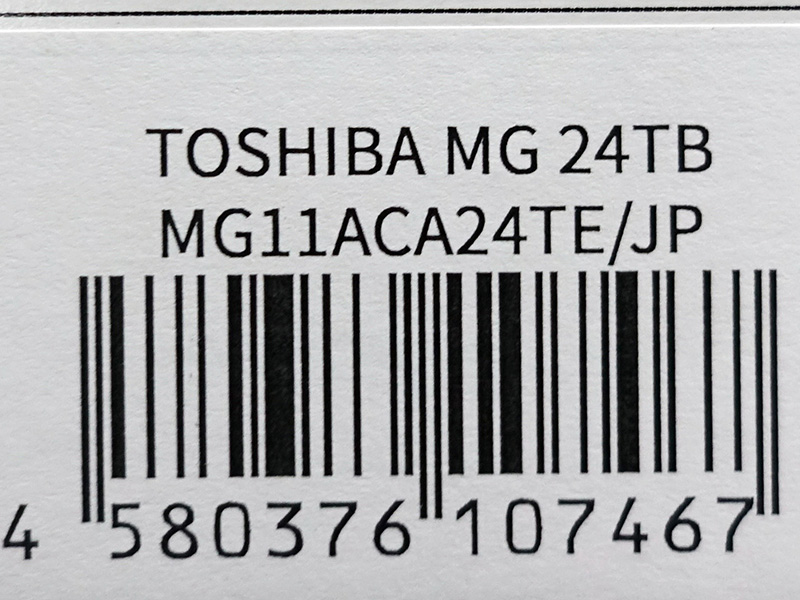 TOSHIBA MG 24TB
MG11ACA24TE/JP
4 580376 107467